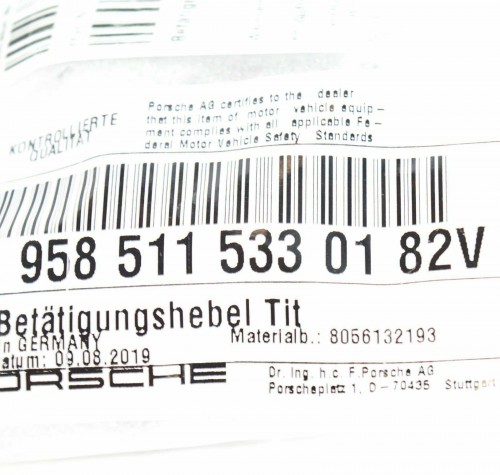 Porsche AG certifies to the dealer
that this item of motor vehicle equip-
ment complies with all applicable Fe-
deral Motor Vehicle Safety Standards
KONTROLLIERTE
QUALITÄT
958 511 533 01 82V
Betätigungshebel Tit
in GERMANY
Materialb.: 8056132193
atum: 09.08.2019
ORSCHE
Dr. Ing. h.c. F.Porsche AG
Porscheplatz 1, D-70435 Stuttgart